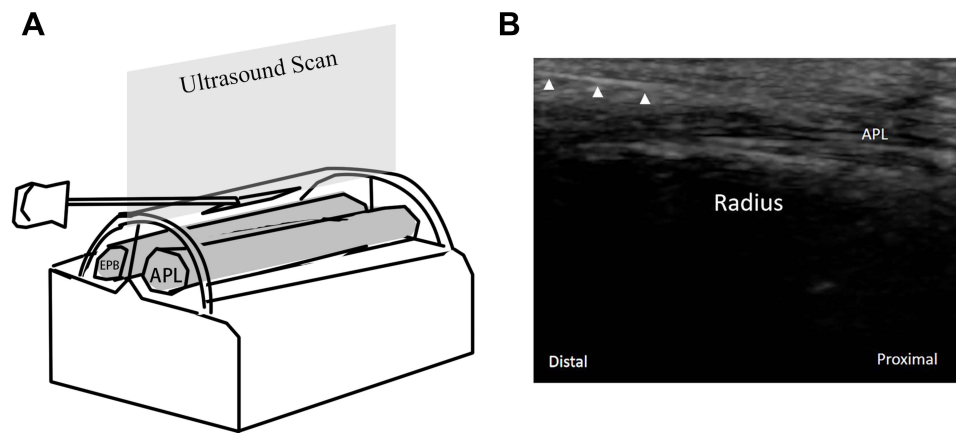 A
B
Ultrasound Scan
EPB
APL
APL
Radius
Distal
Proximal